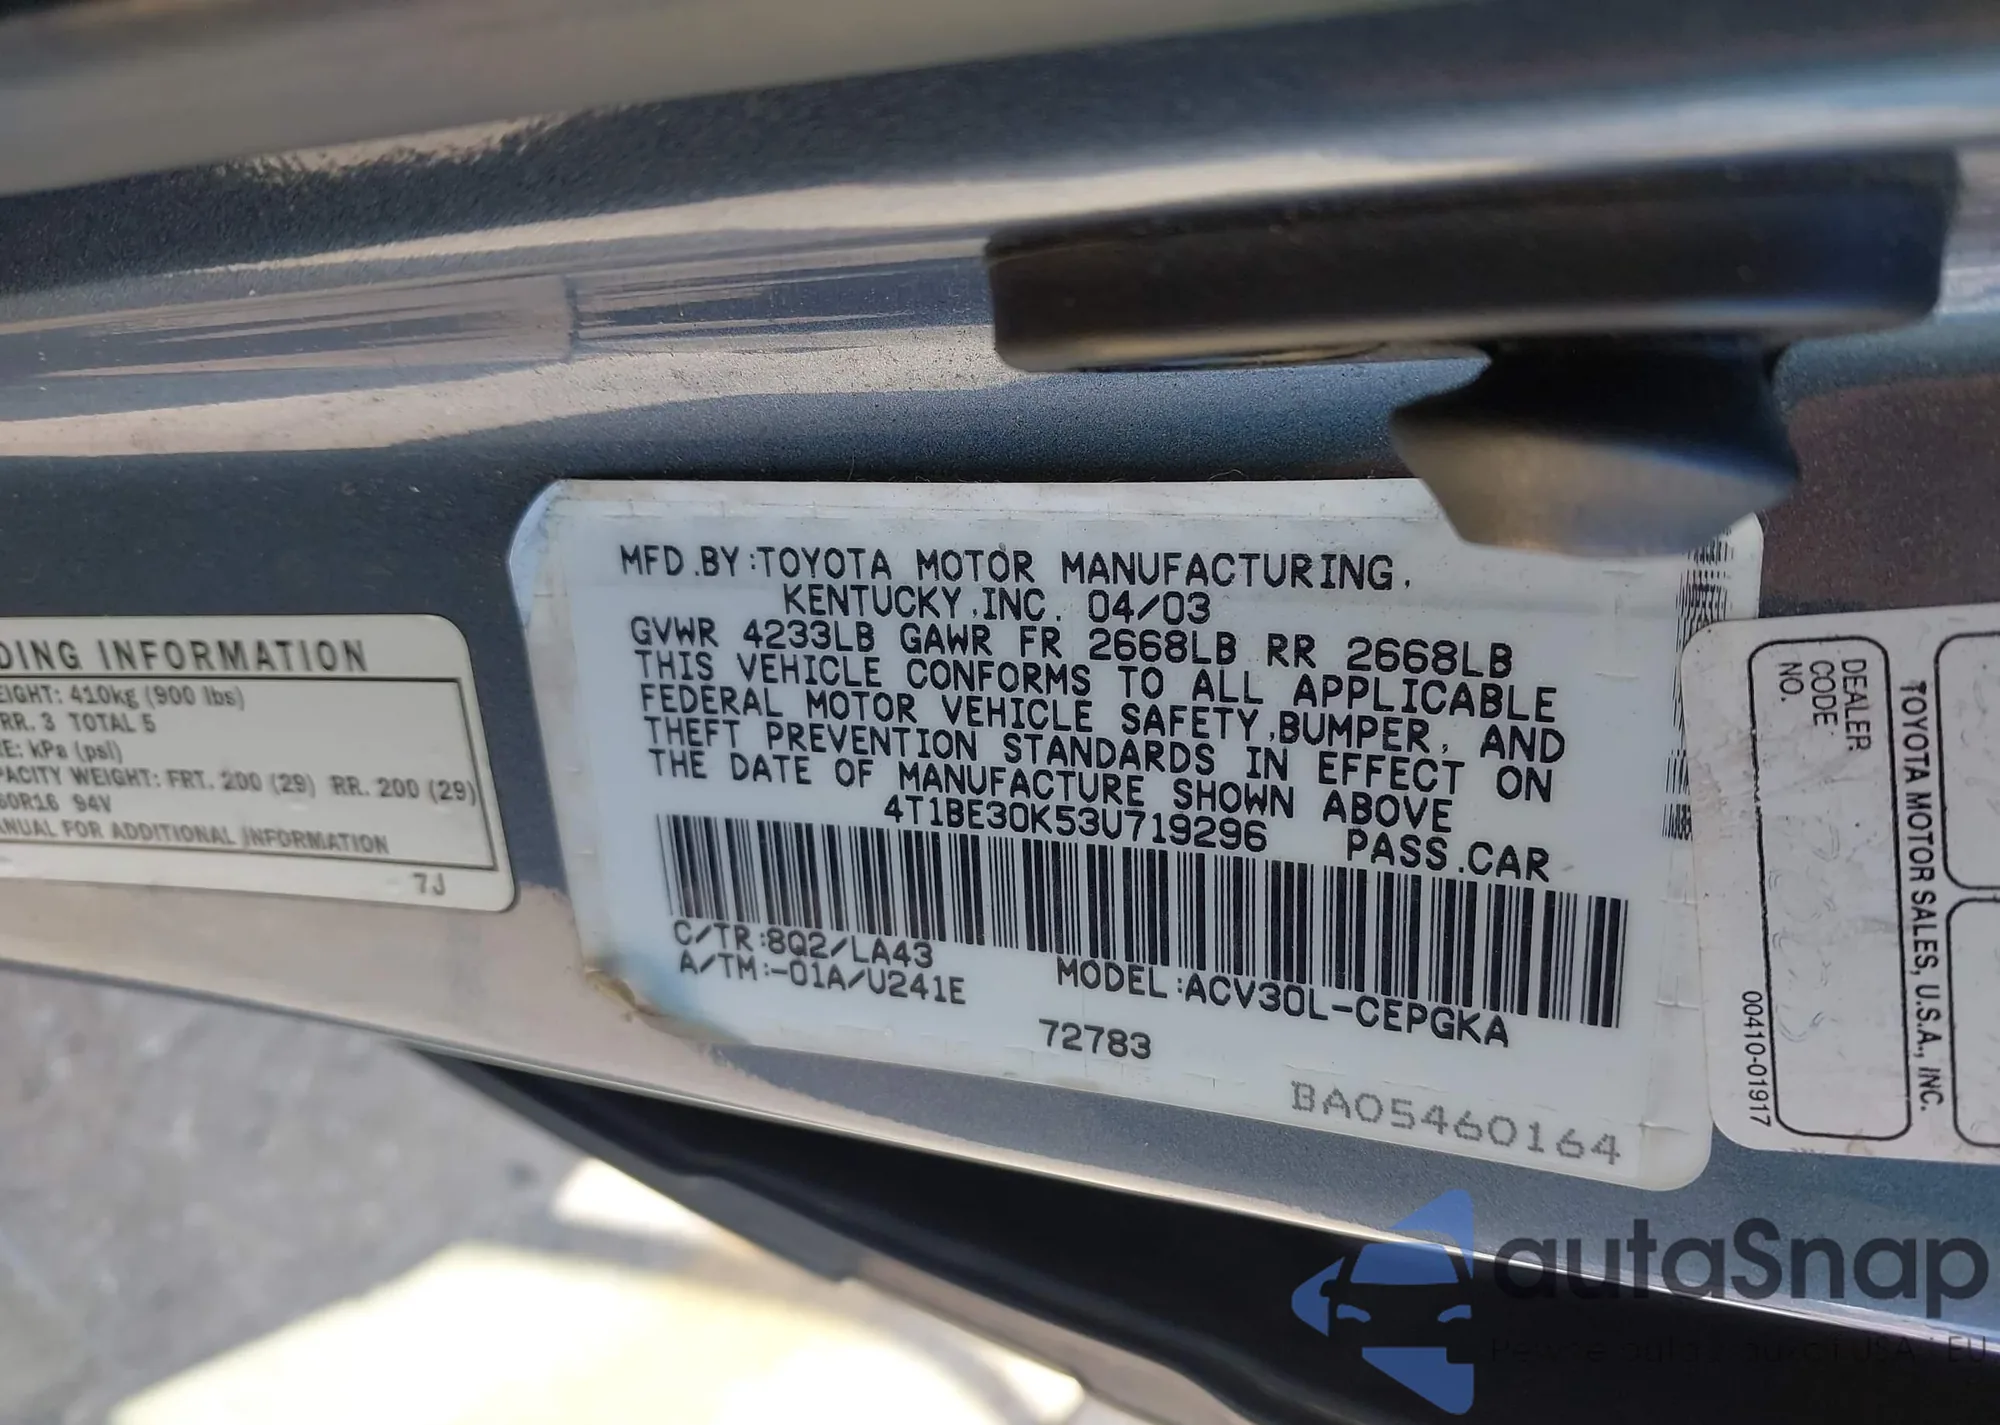 DING INFORMATION
EIGHT: 410kg (900 lbs)
RR. 3 TOTAL 5
RE: kPa (psi)
PACITY WEIGHT: FRT. 200 (29) RR. 200 (29)
60R16 94V
ANUAL FOR ADDITIONAL INFORMATION
7J
MFD.BY:TOYOTA MOTOR MANUFACTURING,
KENTUCKY,INC. 04/03
GVWR 4233LB GAWR FR 2668LB RR 2668LB
THIS VEHICLE CONFORMS TO ALL APPLICABLE
FEDERAL MOTOR VEHICLE SAFETY,BUMPER, AND
THEFT PREVENTION STANDARDS IN EFFECT ON
THE DATE OF MANUFACTURE SHOWN ABOVE
4T1BE30K53U719296 PASS.CAR
C/TR:8Q2/LA43
A/TM:-01A/U241E MODEL:ACV30L-CEPGKA
72783
BA05460164
TOYOTA MOTOR SALES, U.S.A., INC.
DEALER
CODE
NO.
00410-01917
autaSnap